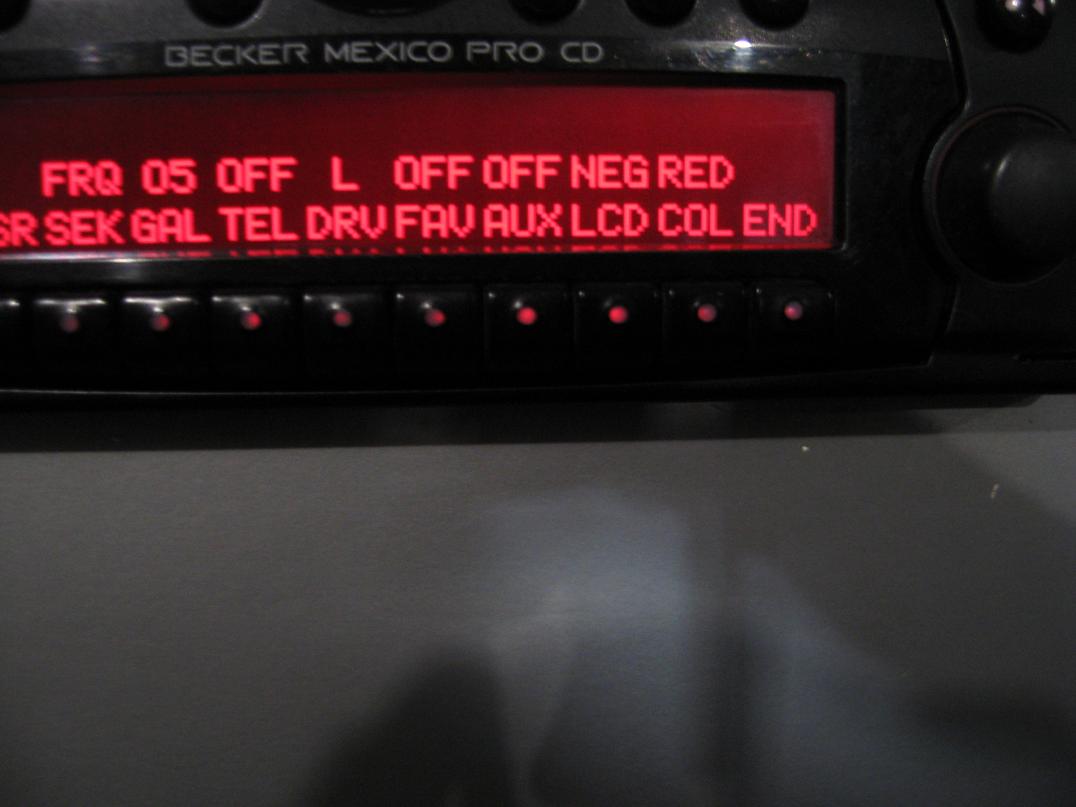 BECKER MEXICO PRO CD
FRQ 05 OFF L OFF OFF NEG RED
SR SEK GAL TEL DRV FAV AUX LCD COL END